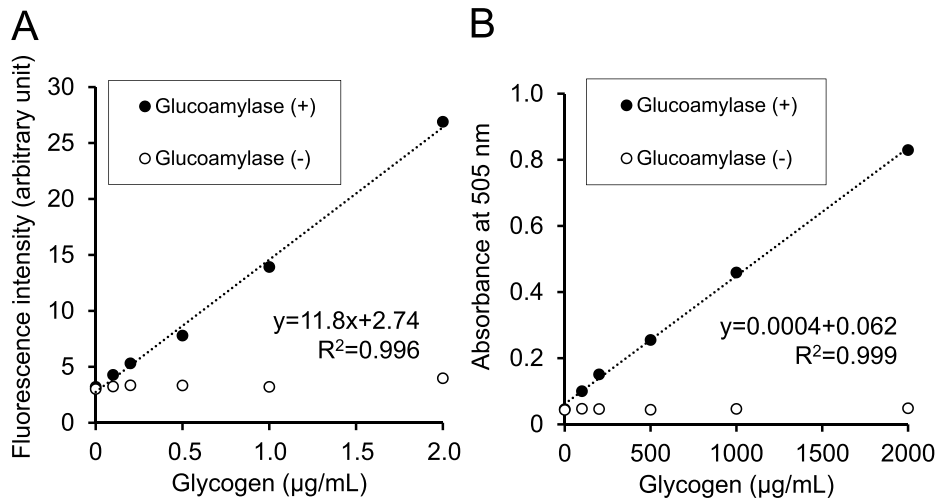 A
Fluorescence intensity (arbitrary unit)
30
25
20
15
10
5
0
Glucoamylase (+)
Glucoamylase (-)
y=11.8x+2.74
R²=0.996
0 0.5 1.0 1.5 2.0
Glycogen (µg/mL)
B
Absorbance at 505 nm
1.0
0.8
0.6
0.4
0.2
0
Glucoamylase (+)
Glucoamylase (-)
y=0.0004+0.062
R²=0.999
0 500 1000 1500 2000
Glycogen (µg/mL)